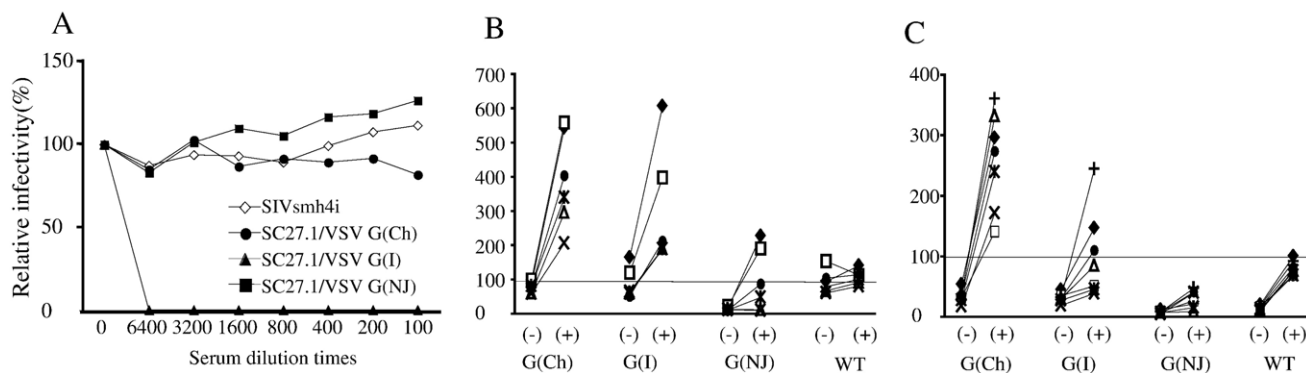 A
Relative infectivity(%)
150
100
50
0
SIVsmh4i
SC27.1/VSV G(Ch)
SC27.1/VSV G(I)
SC27.1/VSV G(NJ)
0 6400 3200 1600 800 400 200 100
Serum dilution times
B
700
600
500
400
300
200
100
0
(-) (+) (-) (+) (-) (+) (-) (+)
G(Ch) G(I) G(NJ) WT
C
400
300
200
100
0
(-) (+) (-) (+) (-) (+) (-) (+)
G(Ch) G(I) G(NJ) WT